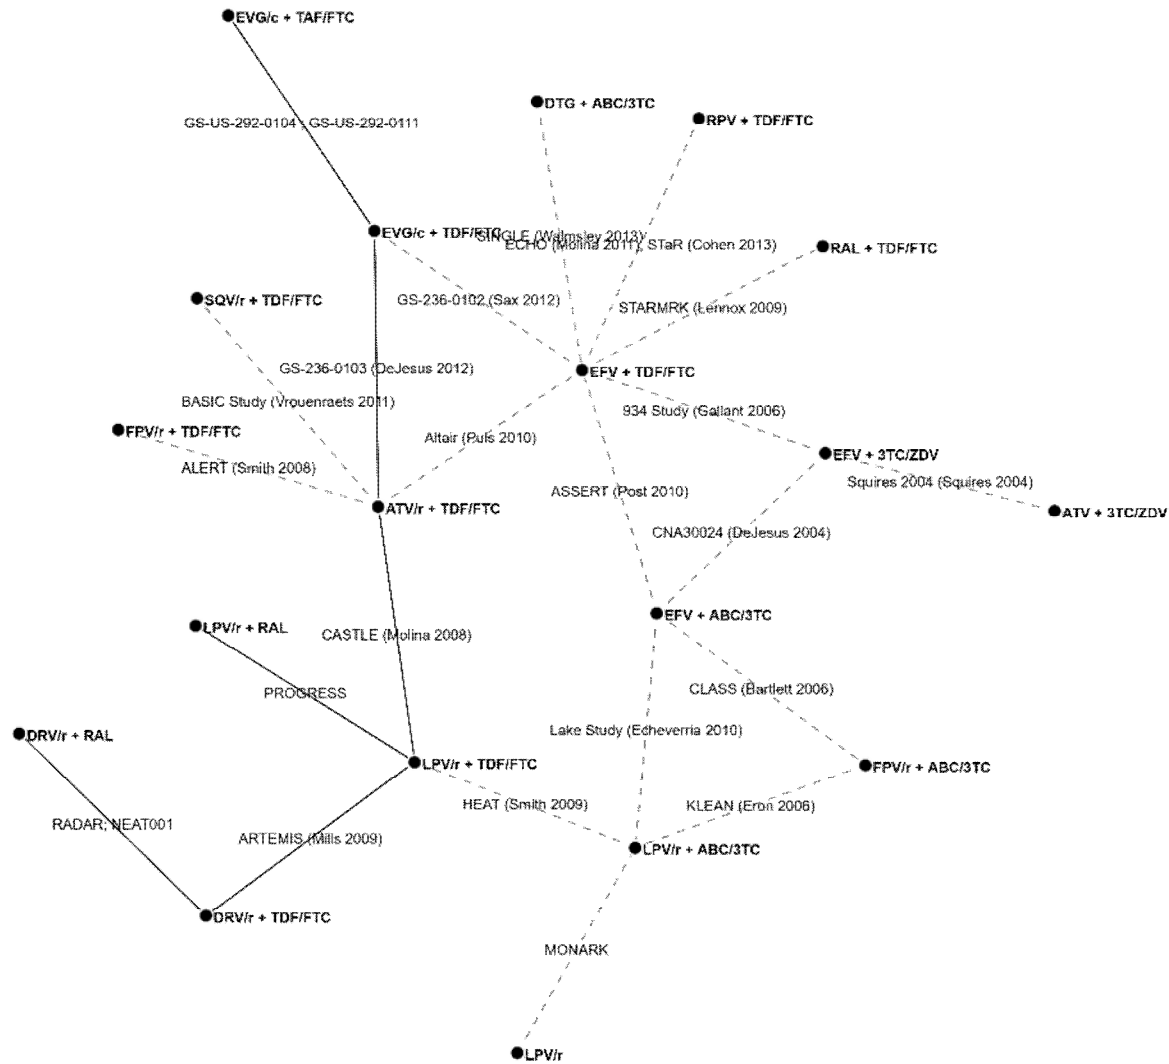 EVG/c + TAF/FTC
DTG + ABC/3TC
RPV + TDF/FTC
GS-US-292-0104 ; GS-US-292-0111
EVG/c + TDF/FTC
SINGLE (Walmsley 2013)
ECHO (Molina 2011); STaR (Cohen 2013)
RAL + TDF/FTC
SQV/r + TDF/FTC
GS-236-0102 (Sax 2012)
STARMRK (Lennox 2009)
GS-236-0103 (DeJesus 2012)
EFV + TDF/FTC
BASIC Study (Vrouenraets 2011)
934 Study (Gallant 2006)
FPV/r + TDF/FTC
Altair (Puls 2010)
EFV + 3TC/ZDV
ALERT (Smith 2008)
Squires 2004 (Squires 2004)
ASSERT (Post 2010)
ATV/r + TDF/FTC
ATV + 3TC/ZDV
CNA30024 (DeJesus 2004)
EFV + ABC/3TC
LPV/r + RAL
CASTLE (Molina 2008)
CLASS (Bartlett 2006)
PROGRESS
DRV/r + RAL
Lake Study (Echeverria 2010)
LPV/r + TDF/FTC
FPV/r + ABC/3TC
HEAT (Smith 2009)
KLEAN (Eron 2006)
RADAR; NEAT001
ARTEMIS (Mills 2009)
LPV/r + ABC/3TC
DRV/r + TDF/FTC
MONARK
LPV/r